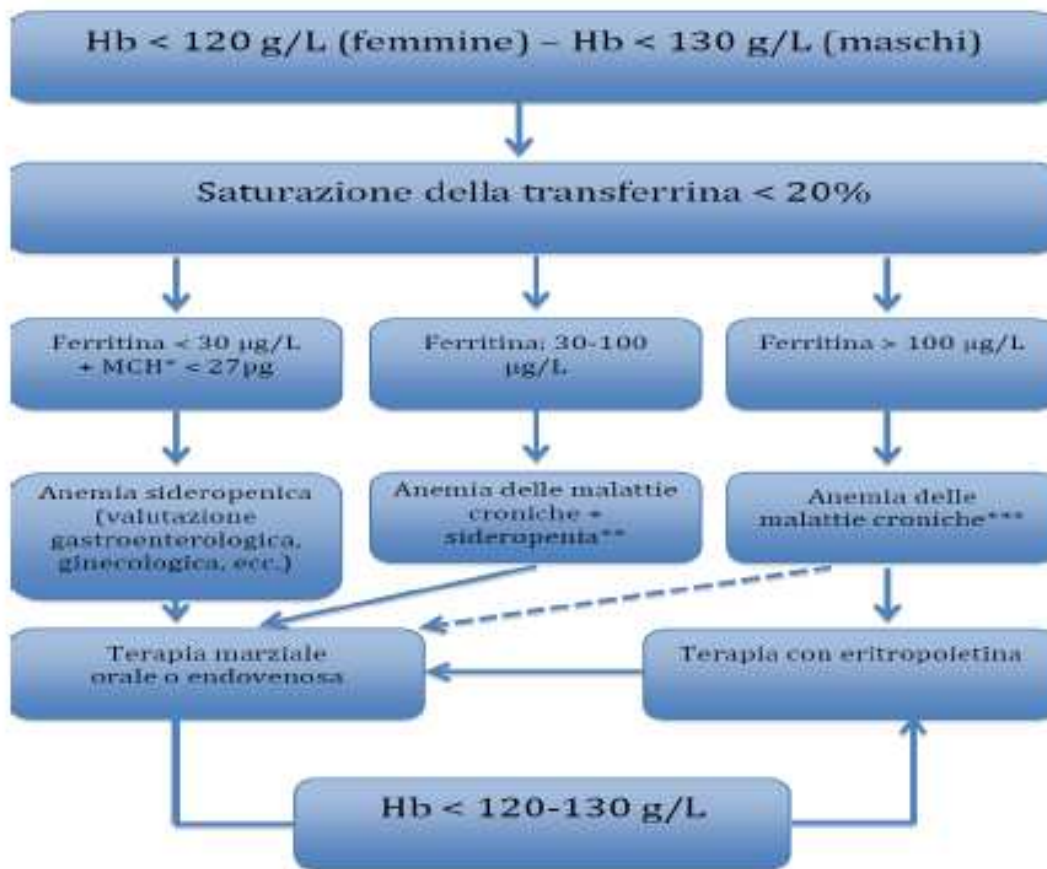 Hb < 120 g/L (femmine) – Hb < 130 g/L (maschi)
Saturazione della transferrina < 20%
Ferritina < 30 µg/L
+ MCH* < 27pg
Ferritina: 30-100
µg/L
Ferritina > 100 µg/L
Anemia sideropenica
(valutazione
gastroenterologica,
ginecologica, ecc.)
Anemia delle malattie
croniche +
sideropenia**
Anemia delle
malattie croniche***
Terapia marziale
orale o endovenosa
Terapia con eritropoietina
Hb < 120-130 g/L